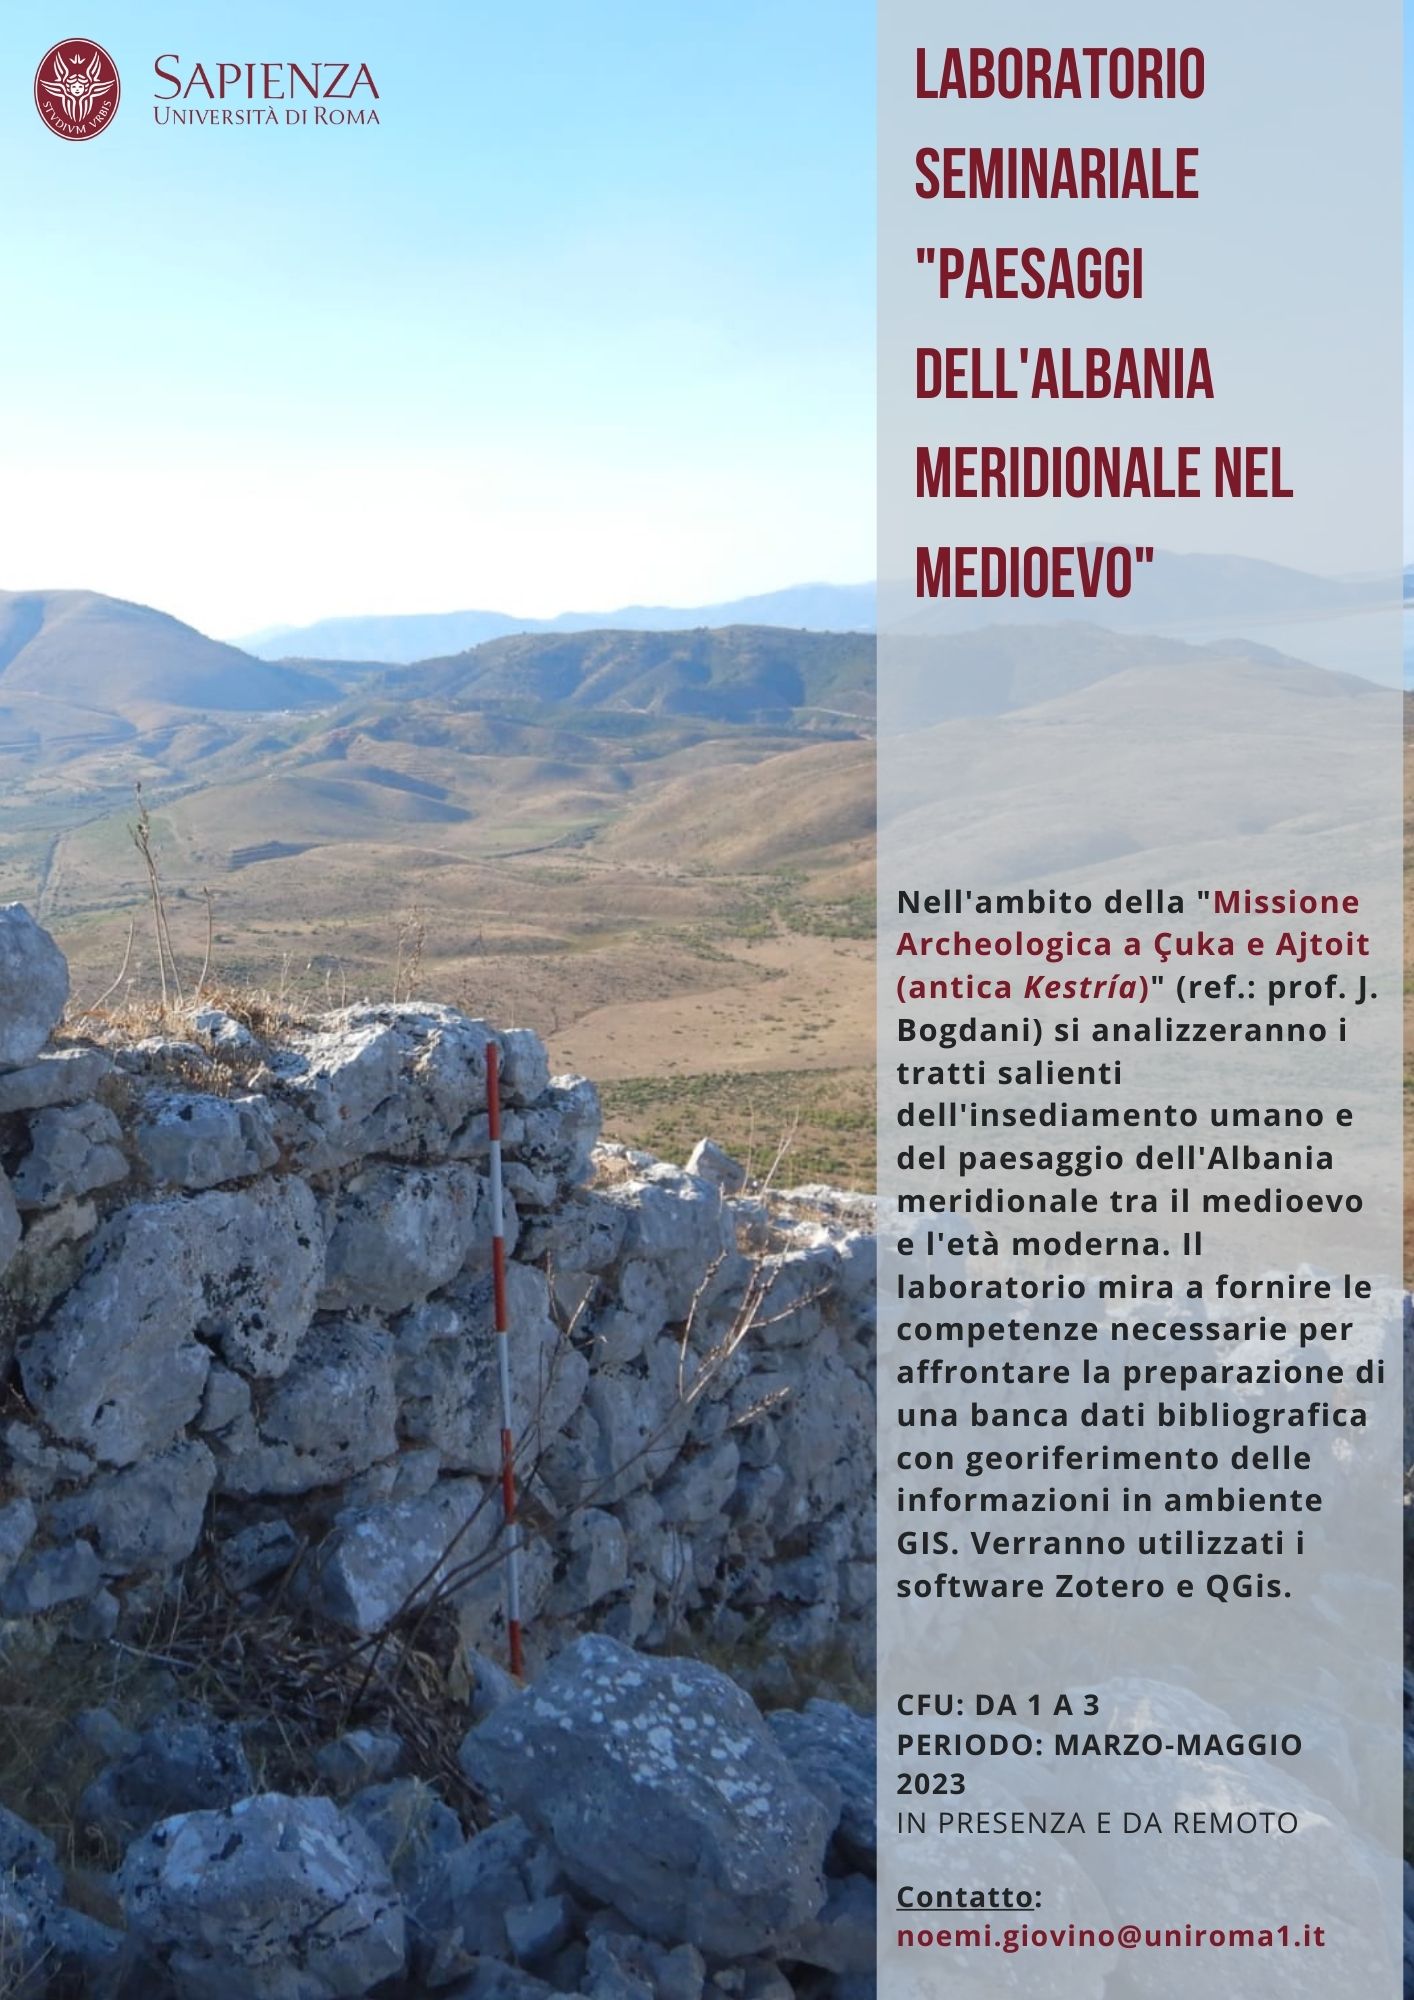 SAPIENZA
UNIVERSITÀ DI ROMA
STVDIVM VRBIS
LABORATORIO
SEMINARIALE
"PAESAGGI
DELL'ALBANIA
MERIDIONALE NEL
MEDIOEVO"
Nell'ambito della "Missione
Archeologica a Çuka e Ajtoit
(antica Kestría)" (ref.: prof. J.
Bogdani) si analizzeranno i
tratti salienti
dell'insediamento umano e
del paesaggio dell'Albania
meridionale tra il medioevo
e l'età moderna. Il
laboratorio mira a fornire le
competenze necessarie per
affrontare la preparazione di
una banca dati bibliografica
con georiferimento delle
informazioni in ambiente
GIS. Verranno utilizzati i
software Zotero e QGis.
CFU: DA 1 A 3
PERIODO: MARZO-MAGGIO
2023
IN PRESENZA E DA REMOTO
Contatto:
noemi.giovino@uniroma1.it